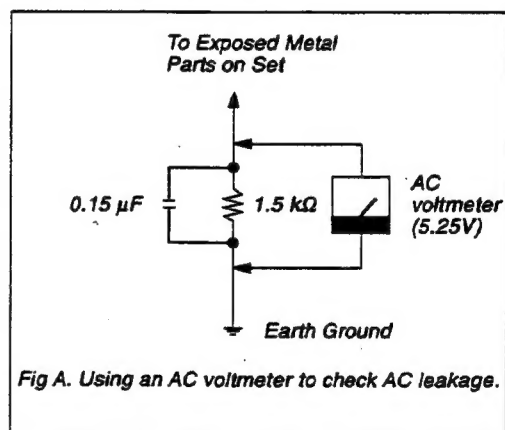 To Exposed Metal
Parts on Set
0.15 µF
1.5 kΩ
AC
voltmeter
(5.25V)
Earth Ground
Fig A. Using an AC voltmeter to check AC leakage.